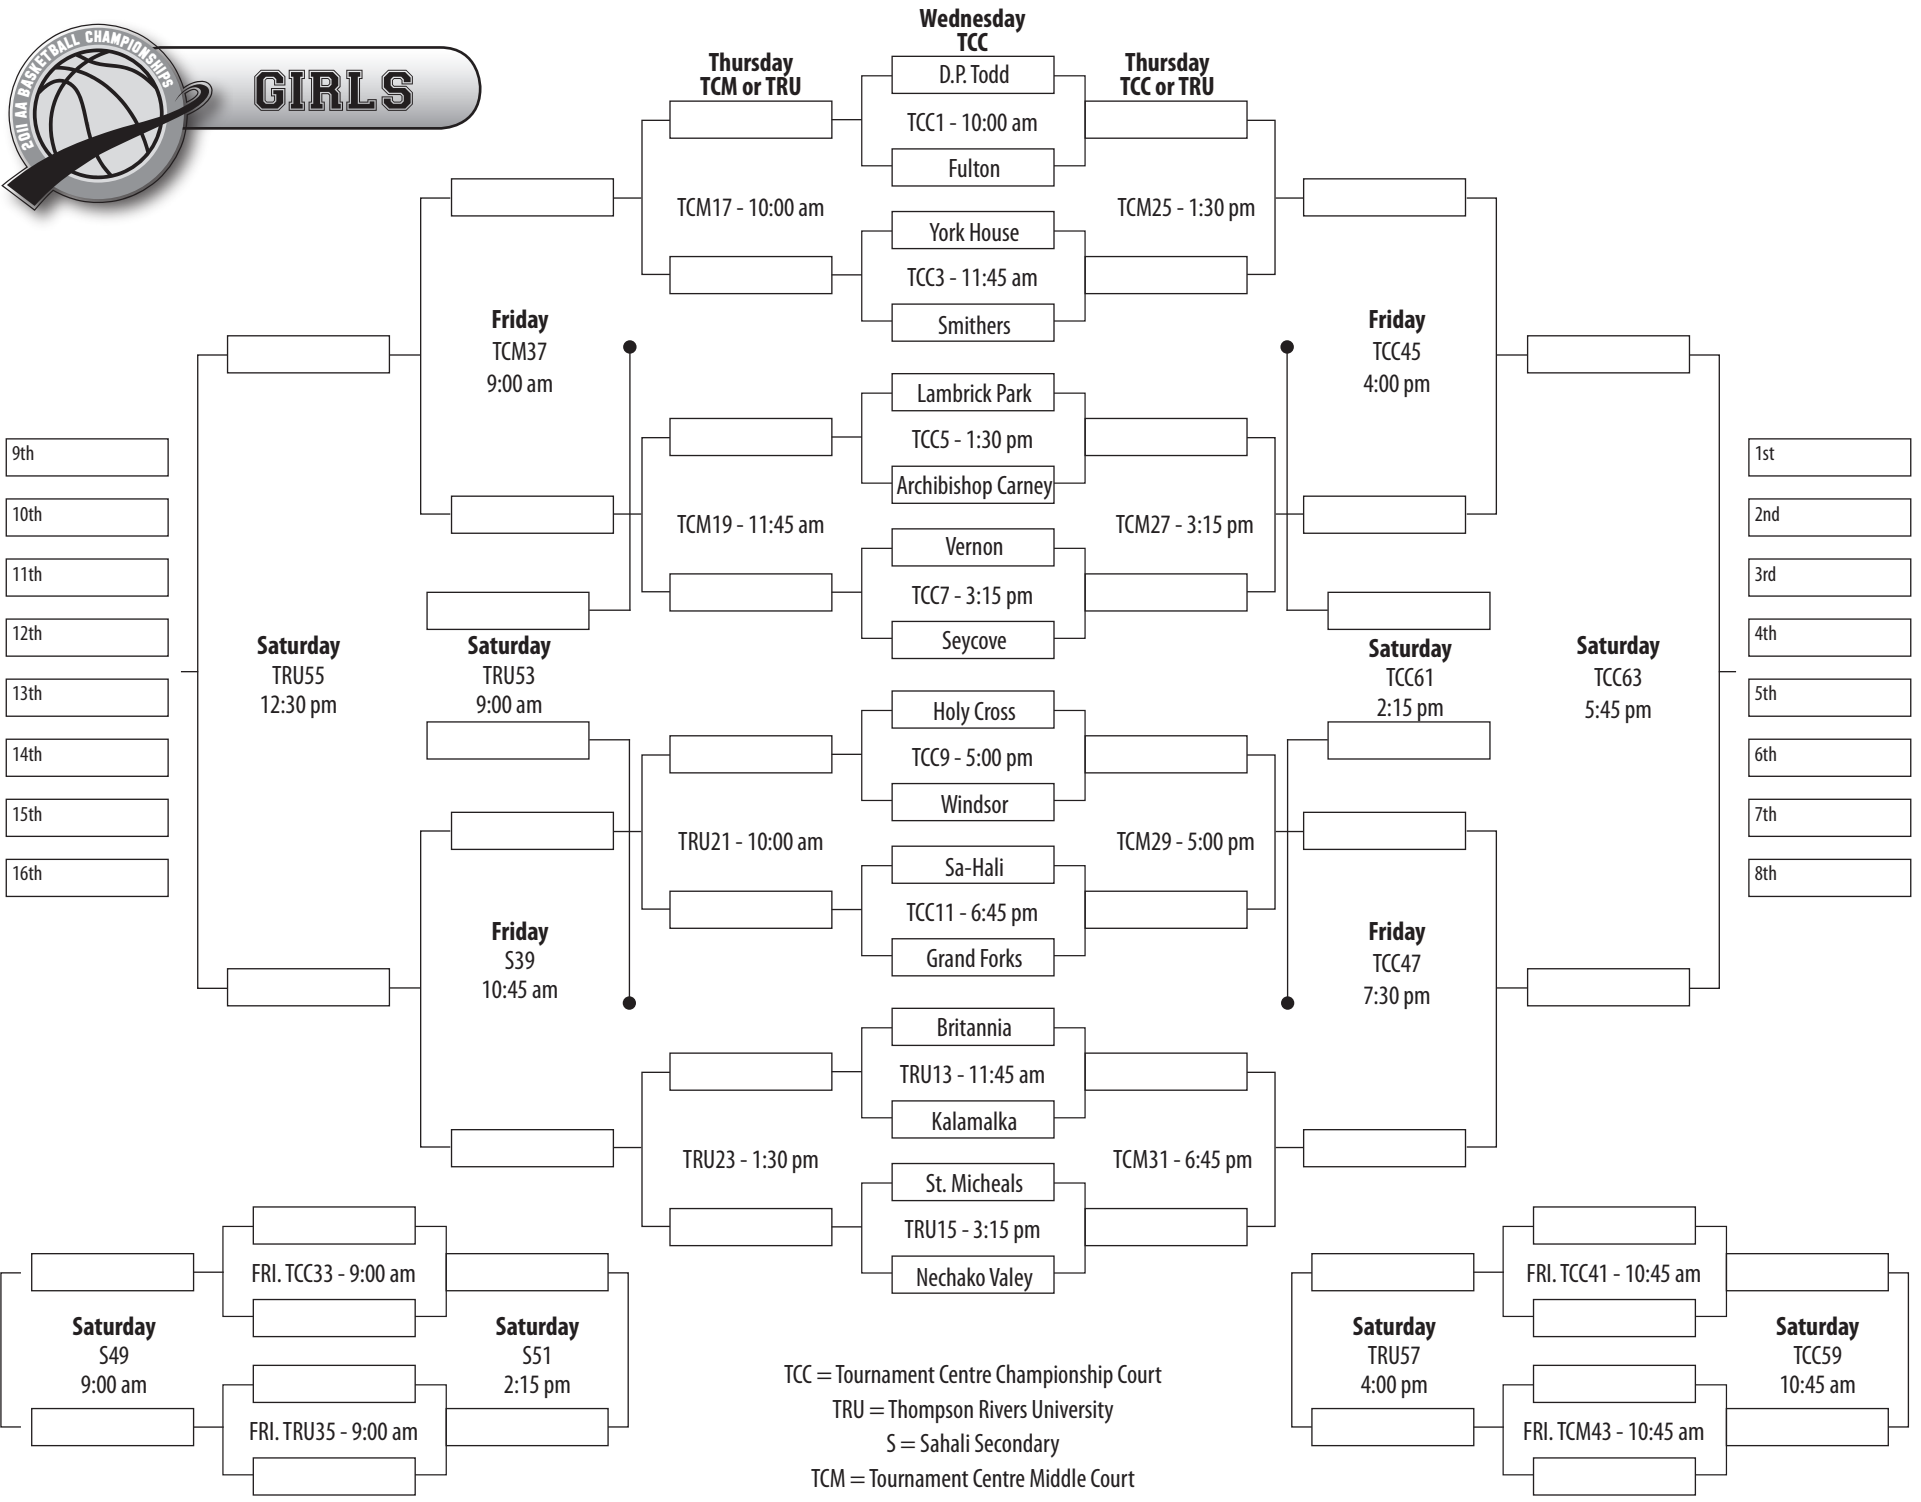 2011 AA BASKETBALL CHAMPIONSHIPS
GIRLS
Wednesday
TCC
Thursday
TCM or TRU
Thursday
TCC or TRU
D.P. Todd
TCC1 - 10:00 am
Fulton
TCM17 - 10:00 am
TCM25 - 1:30 pm
York House
TCC3 - 11:45 am
Smithers
Friday
TCM37
9:00 am
Friday
TCC45
4:00 pm
Lambrick Park
TCC5 - 1:30 pm
Archibishop Carney
TCM19 - 11:45 am
TCM27 - 3:15 pm
Vernon
TCC7 - 3:15 pm
Seycove
9th
10th
11th
12th
13th
14th
15th
16th
Saturday
TRU55
12:30 pm
Saturday
TRU53
9:00 am
Saturday
TCC61
2:15 pm
Saturday
TCC63
5:45 pm
1st
2nd
3rd
4th
5th
6th
7th
8th
Holy Cross
TCC9 - 5:00 pm
Windsor
TRU21 - 10:00 am
TCM29 - 5:00 pm
Sa-Hali
TCC11 - 6:45 pm
Grand Forks
Friday
S39
10:45 am
Friday
TCC47
7:30 pm
Britannia
TRU13 - 11:45 am
Kalamalka
TRU23 - 1:30 pm
TCM31 - 6:45 pm
St. Micheals
TRU15 - 3:15 pm
Nechako Valey
FRI. TCC33 - 9:00 am
Saturday
S49
9:00 am
Saturday
S51
2:15 pm
FRI. TRU35 - 9:00 am
FRI. TCC41 - 10:45 am
Saturday
TRU57
4:00 pm
Saturday
TCC59
10:45 am
FRI. TCM43 - 10:45 am
TCC = Tournament Centre Championship Court
TRU = Thompson Rivers University
S = Sahali Secondary
TCM = Tournament Centre Middle Court